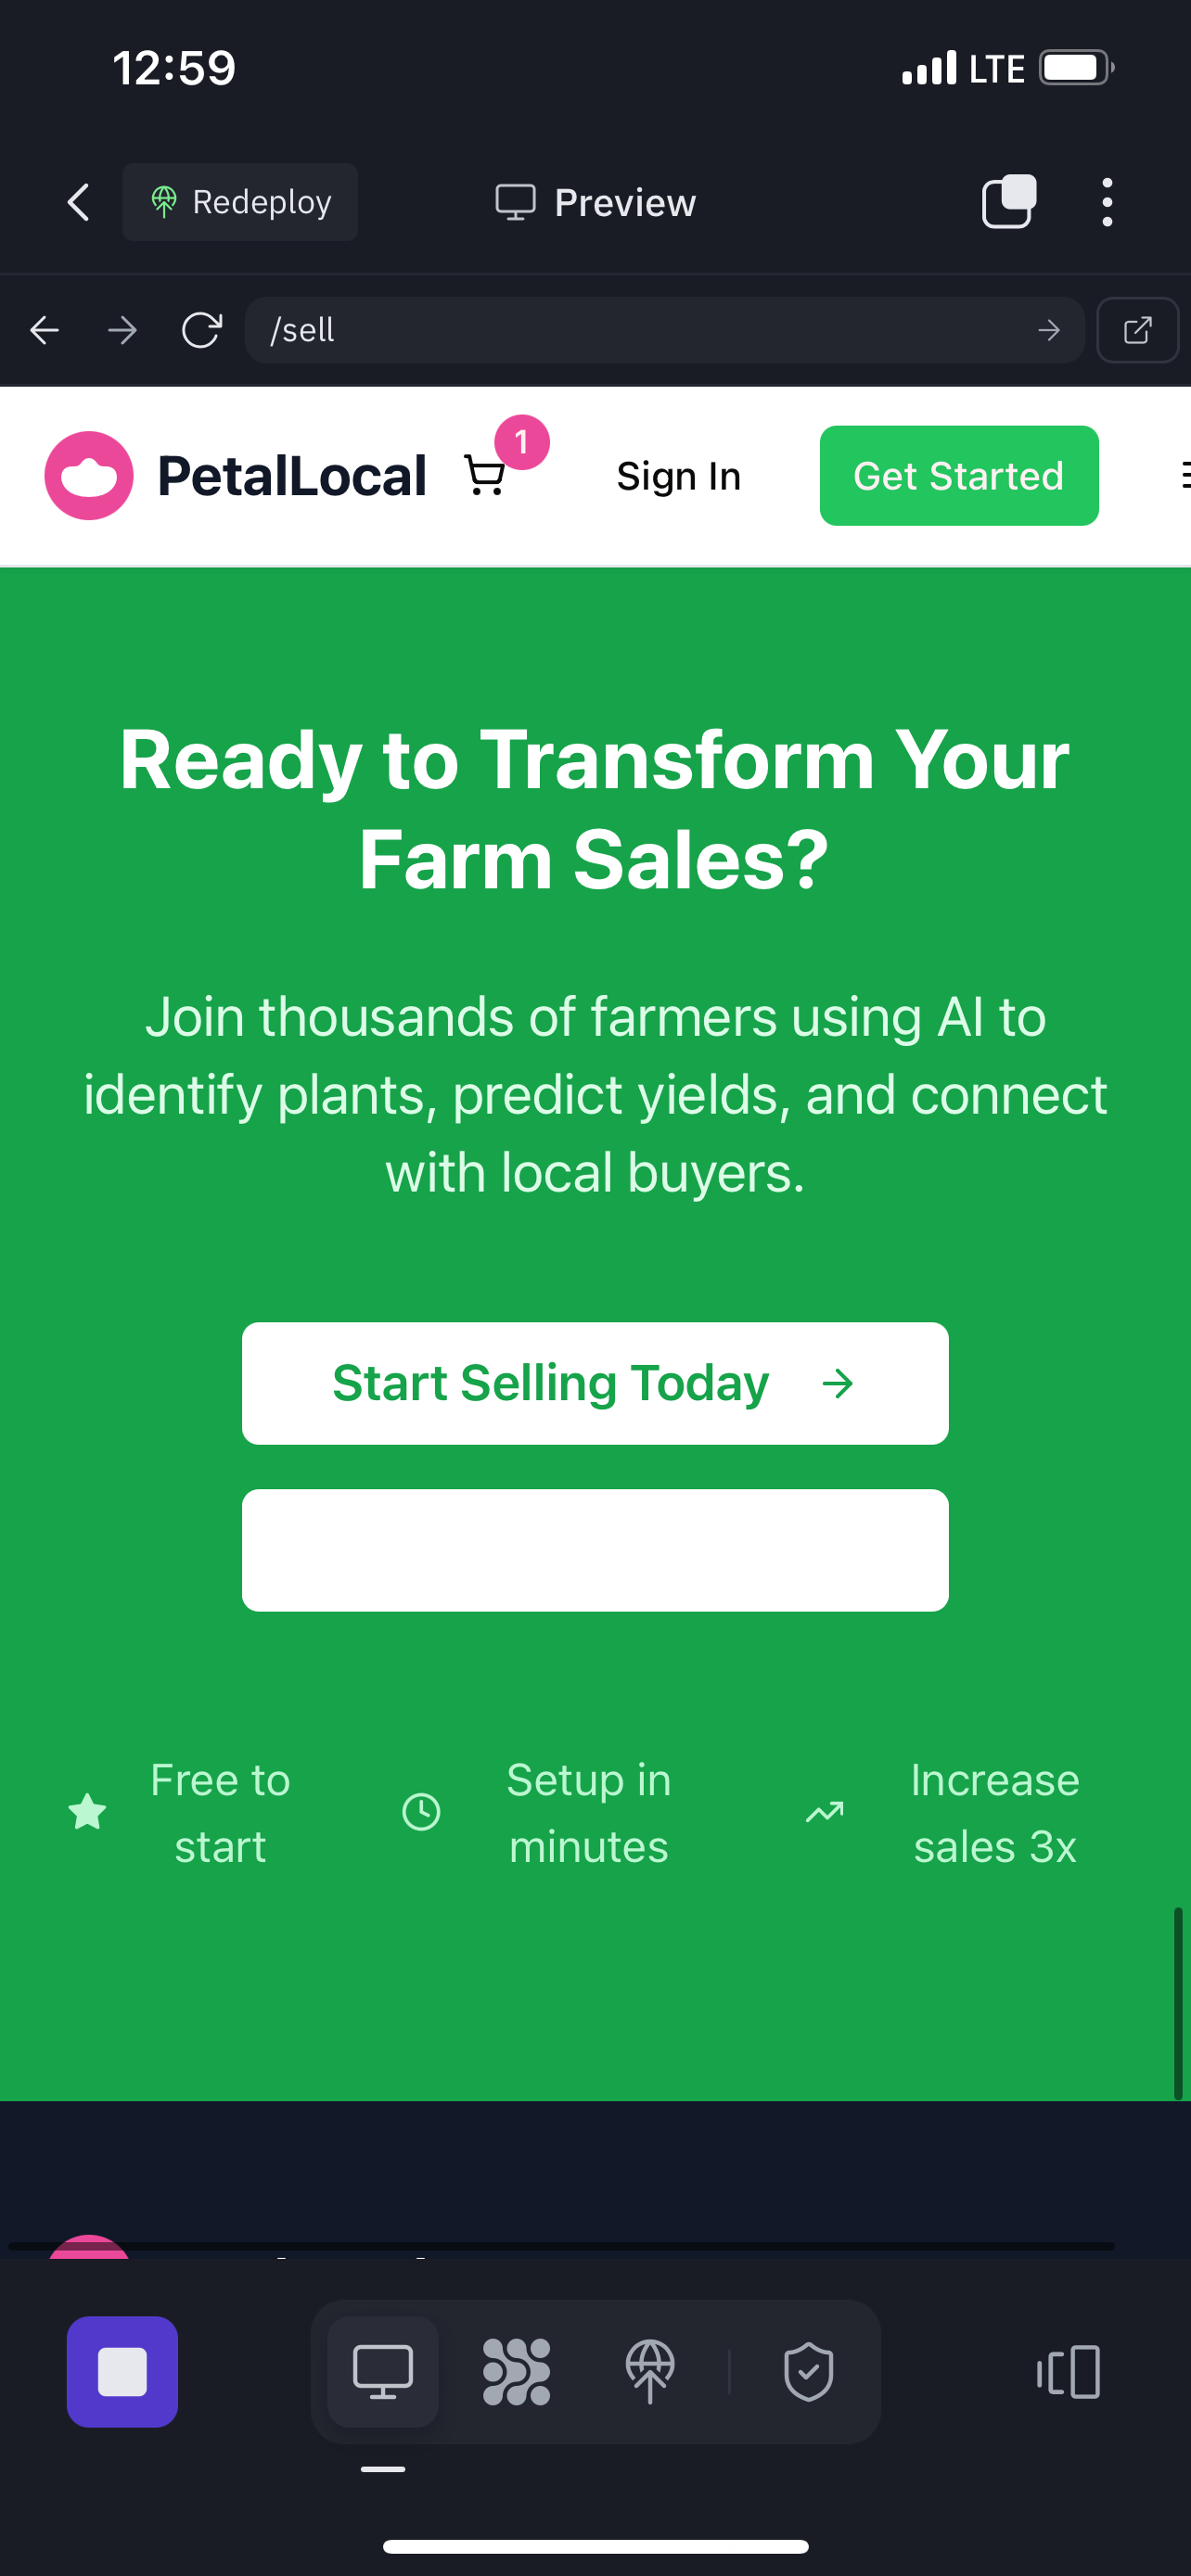 12:59
LTE
Redeploy
Preview
/sell
PetalLocal
1
Sign In
Get Started
Ready to Transform Your
Farm Sales?
Join thousands of farmers using AI to
identify plants, predict yields, and connect
with local buyers.
Start Selling Today
Free to
start
Setup in
minutes
Increase
sales 3x